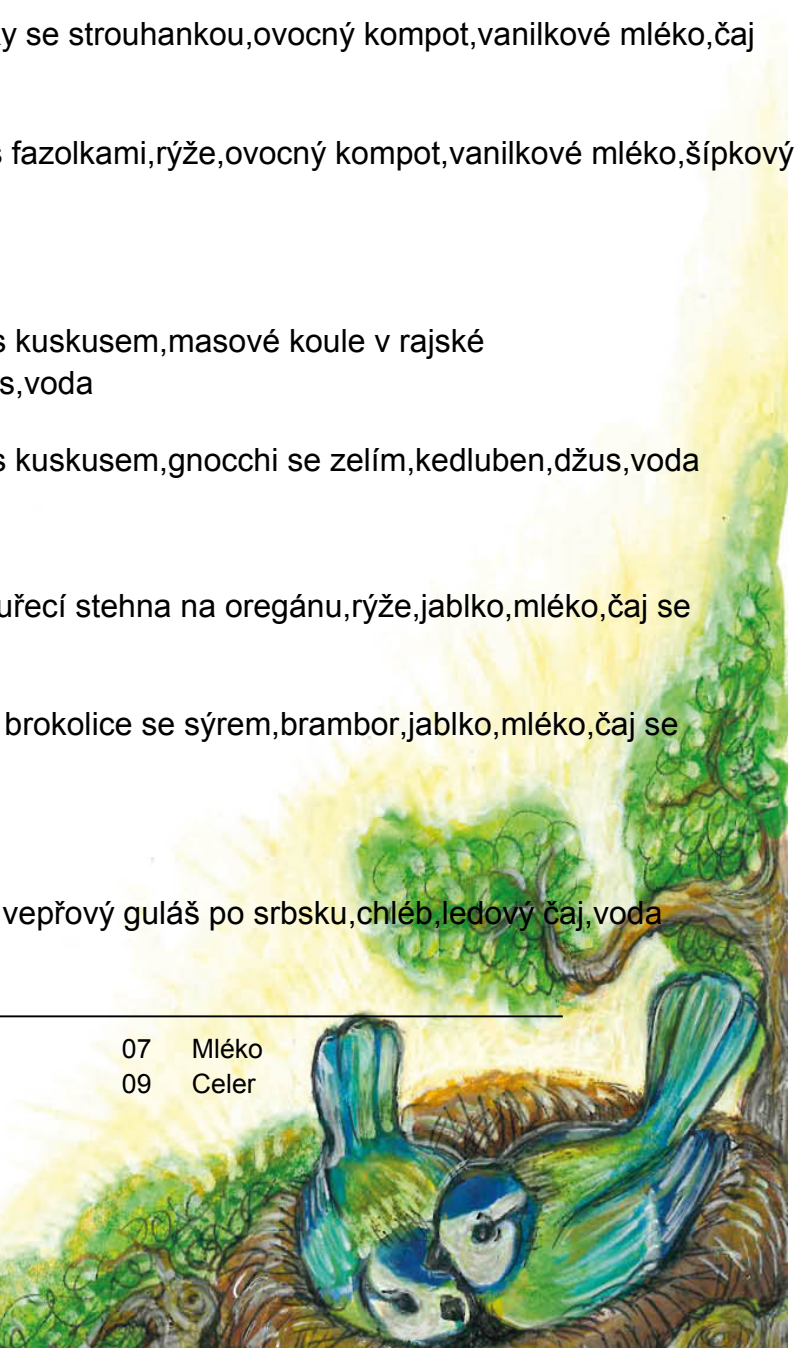 y se strouhankou,ovocný kompot,vanilkové mléko,čaj
s fazolkami,rýže,ovocný kompot,vanilkové mléko,šípkový
s kuskusem,masové koule v rajské
s,voda
s kuskusem,gnocchi se zelím,kedluben,džus,voda
uřecí stehna na oregánu,rýže,jablko,mléko,čaj se
brokolice se sýrem,brambor,jablko,mléko,čaj se
vepřový guláš po srbsku,chléb,ledový čaj,voda
07 Mléko
09 Celer